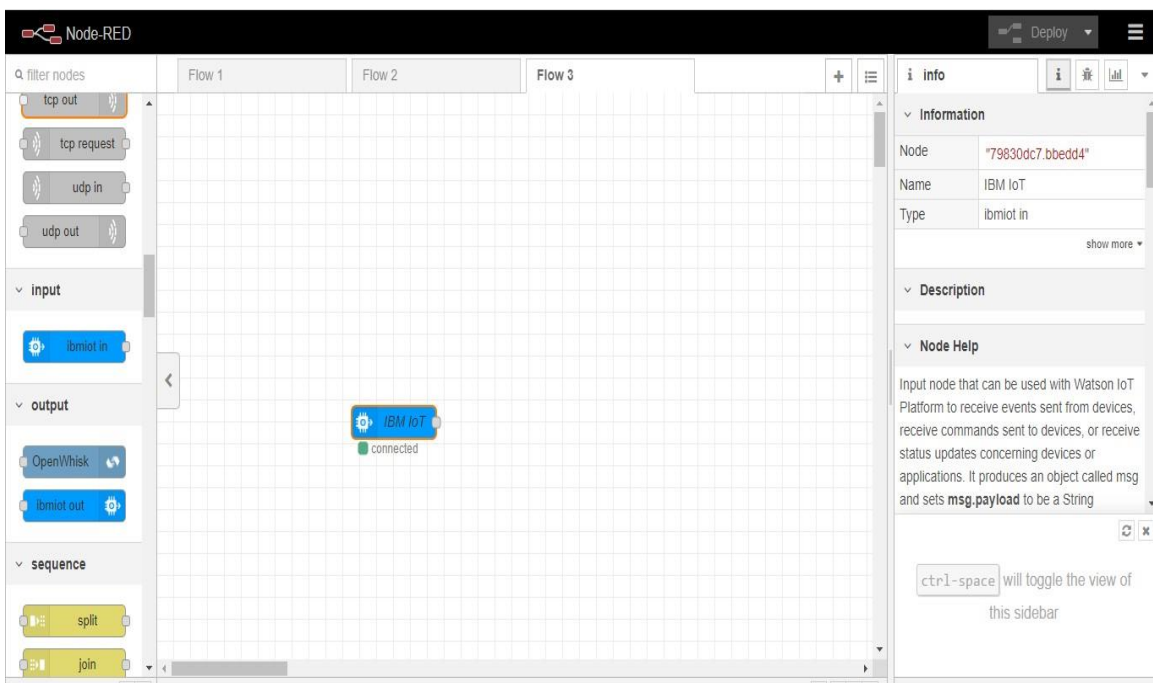 Node-RED
Deploy
filter nodes
tcp out
tcp request
udp in
udp out
input
ibmiot in
output
OpenWhisk
ibmiot out
sequence
split
join
Flow 1
Flow 2
Flow 3
IBM IoT
connected
i info
i
Information
Node "79830dc7.bbedd4"
Name IBM IoT
Type ibmiot in
show more
Description
Node Help
Input node that can be used with Watson IoT
Platform to receive events sent from devices,
receive commands sent to devices, or receive
status updates concerning devices or
applications. It produces an object called msg
and sets msg.payload to be a String
ctrl-space will toggle the view of
this sidebar